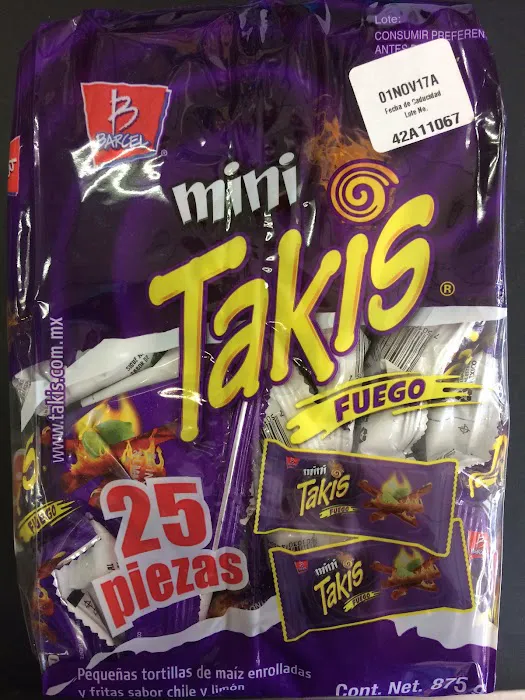 Lote:
CONSUMIR PREFEREN
ANTES
01NOV17A
Fecha de Caducidad
Lote No.
42A11067
B
BARCEL
mini
Takis
FUEGO
www.takis.com.mx
25
piezas
mini
Takis
FUEGO
mini
Takis
FUEGO
Pequeñas tortillas de maíz enrolladas
y fritas sabor chile y limón
Cont. Net. 875